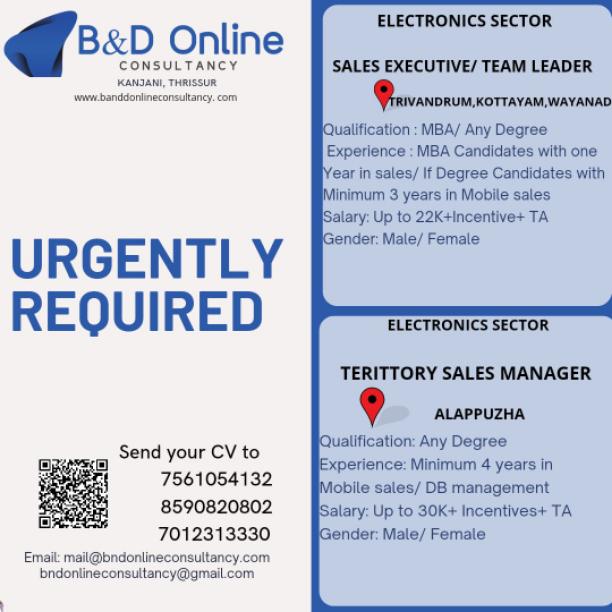 B&D Online
CONSULTANCY
KANJANI, THRISSUR
www.banddonlineconsultancy. com
URGENTLY
REQUIRED
Send your CV to
7561054132
8590820802
7012313330
Email: mail@bndonlineconsultancy.com
bndonlineconsultancy@gmail.com
ELECTRONICS SECTOR
SALES EXECUTIVE/ TEAM LEADER
TRIVANDRUM,KOTTAYAM,WAYANAD
Qualification : MBA/ Any Degree
Experience : MBA Candidates with one
Year in sales/ If Degree Candidates with
Minimum 3 years in Mobile sales
Salary: Up to 22K+Incentive+ TA
Gender: Male/ Female
ELECTRONICS SECTOR
TERITTORY SALES MANAGER
ALAPPUZHA
Qualification: Any Degree
Experience: Minimum 4 years in
Mobile sales/ DB management
Salary: Up to 30K+ Incentives+ TA
Gender: Male/ Female